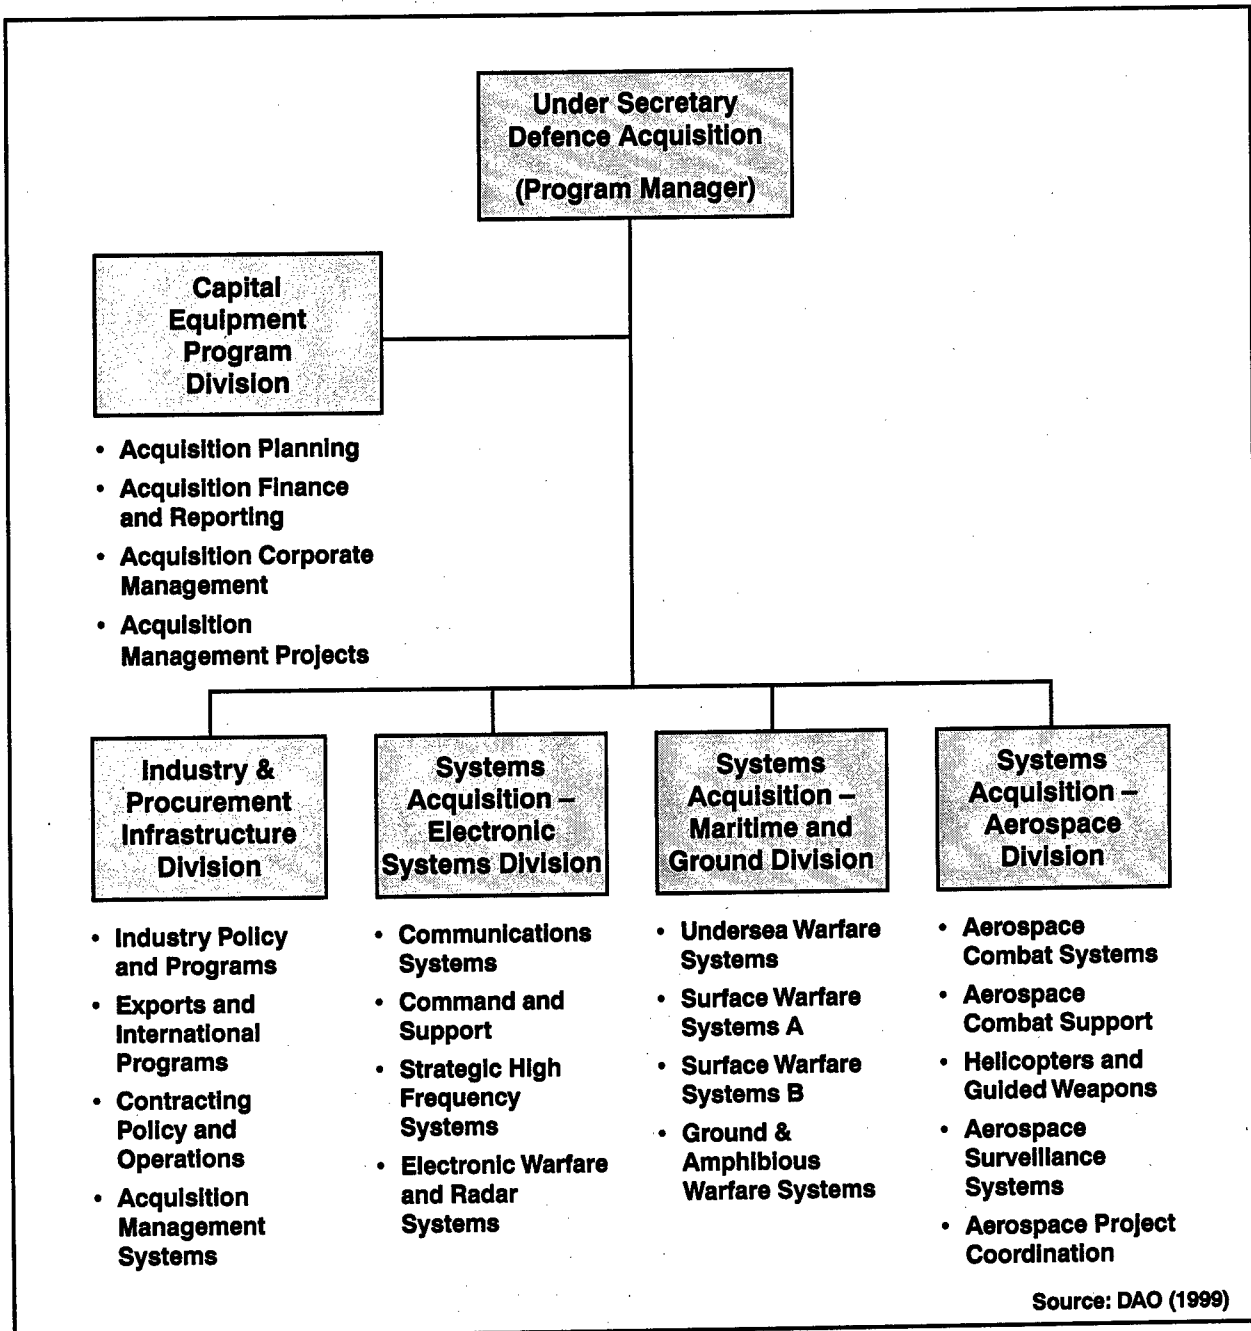 Under Secretary
Defence Acquisition
(Program Manager)
Capital
Equipment
Program
Division
• Acquisition Planning
• Acquisition Finance
and Reporting
• Acquisition Corporate
Management
• Acquisition
Management Projects
Industry &
Procurement
Infrastructure
Division
• Industry Policy
and Programs
• Exports and
International
Programs
• Contracting
Policy and
Operations
• Acquisition
Management
Systems
Systems
Acquisition –
Electronic
Systems Division
• Communications
Systems
• Command and
Support
• Strategic High
Frequency
Systems
• Electronic Warfare
and Radar
Systems
Systems
Acquisition –
Maritime and
Ground Division
• Undersea Warfare
Systems
• Surface Warfare
Systems A
• Surface Warfare
Systems B
• Ground &
Amphibious
Warfare Systems
Systems
Acquisition –
Aerospace
Division
• Aerospace
Combat Systems
• Aerospace
Combat Support
• Helicopters and
Guided Weapons
• Aerospace
Surveillance
Systems
• Aerospace Project
Coordination
Source: DAO (1999)